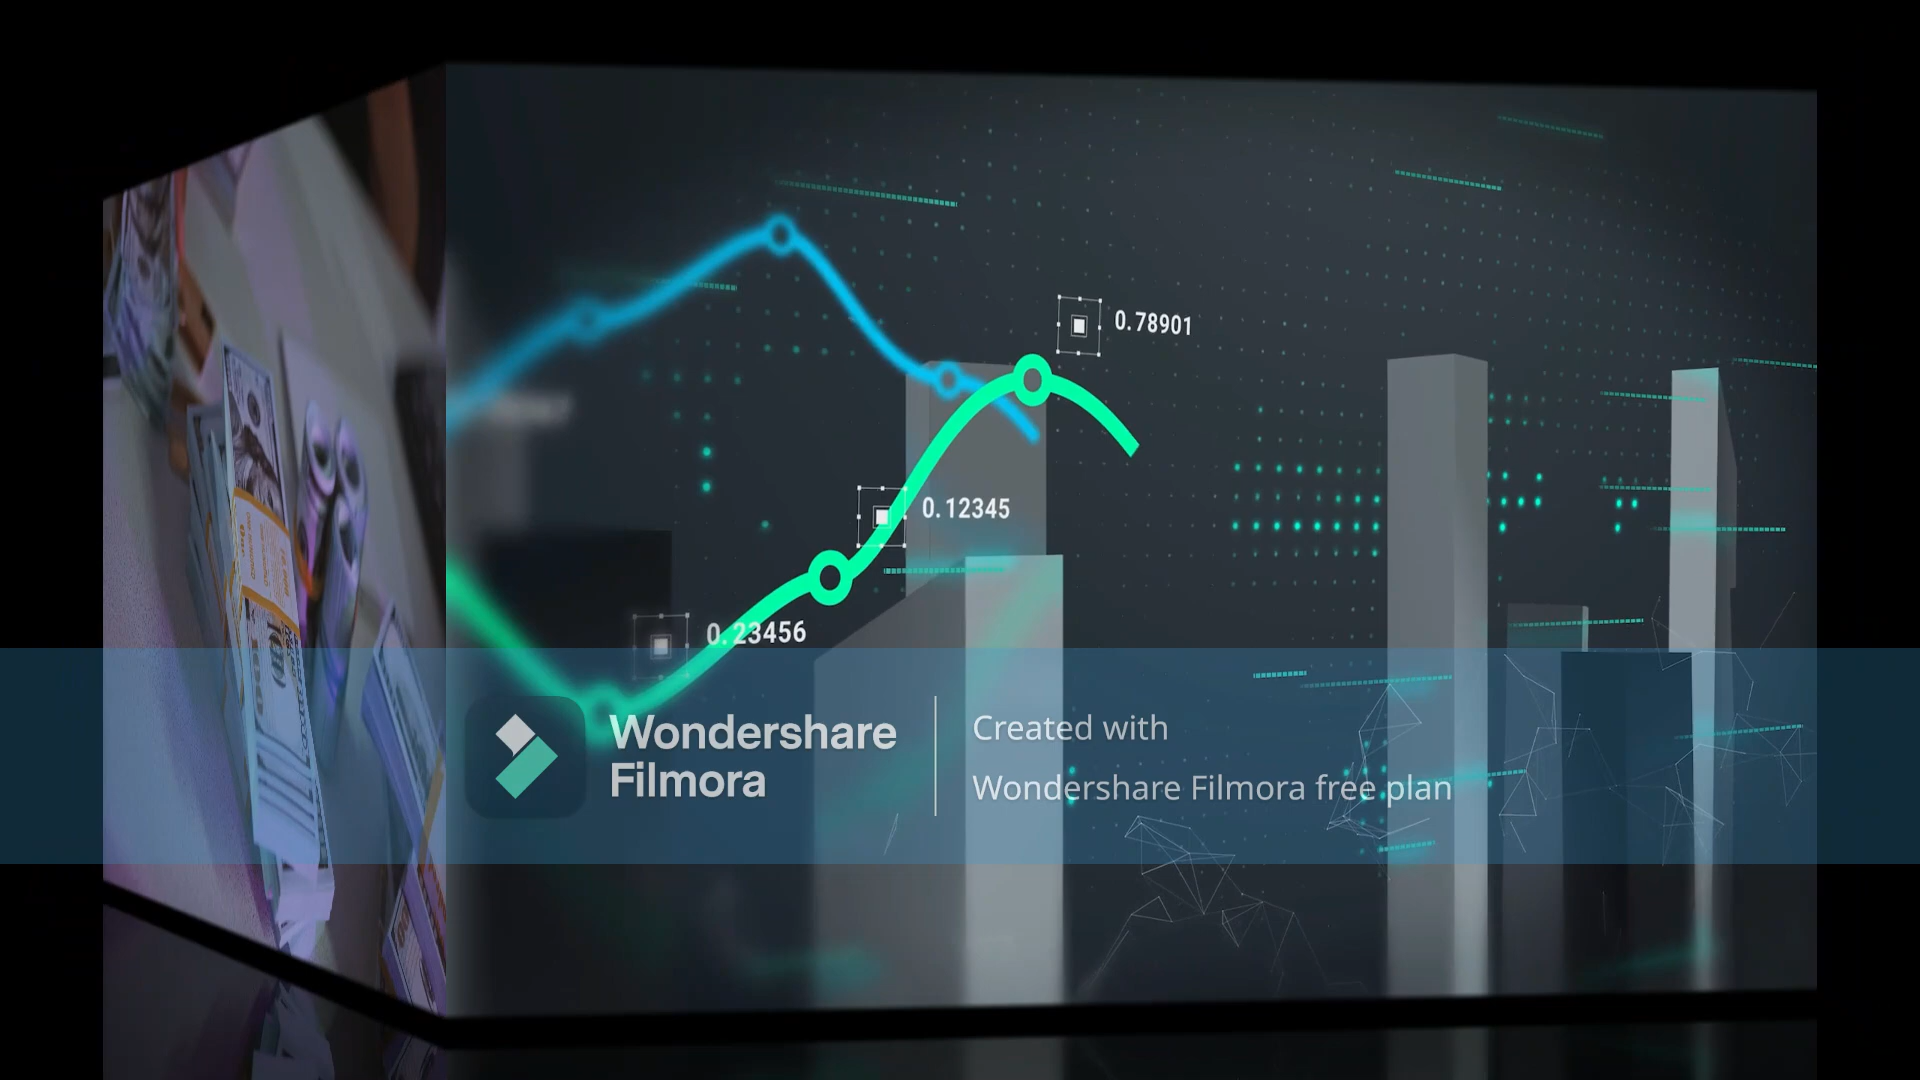 0.78901
0.12345
0.23456
Wondershare
Filmora
Created with
Wondershare Filmora free plan